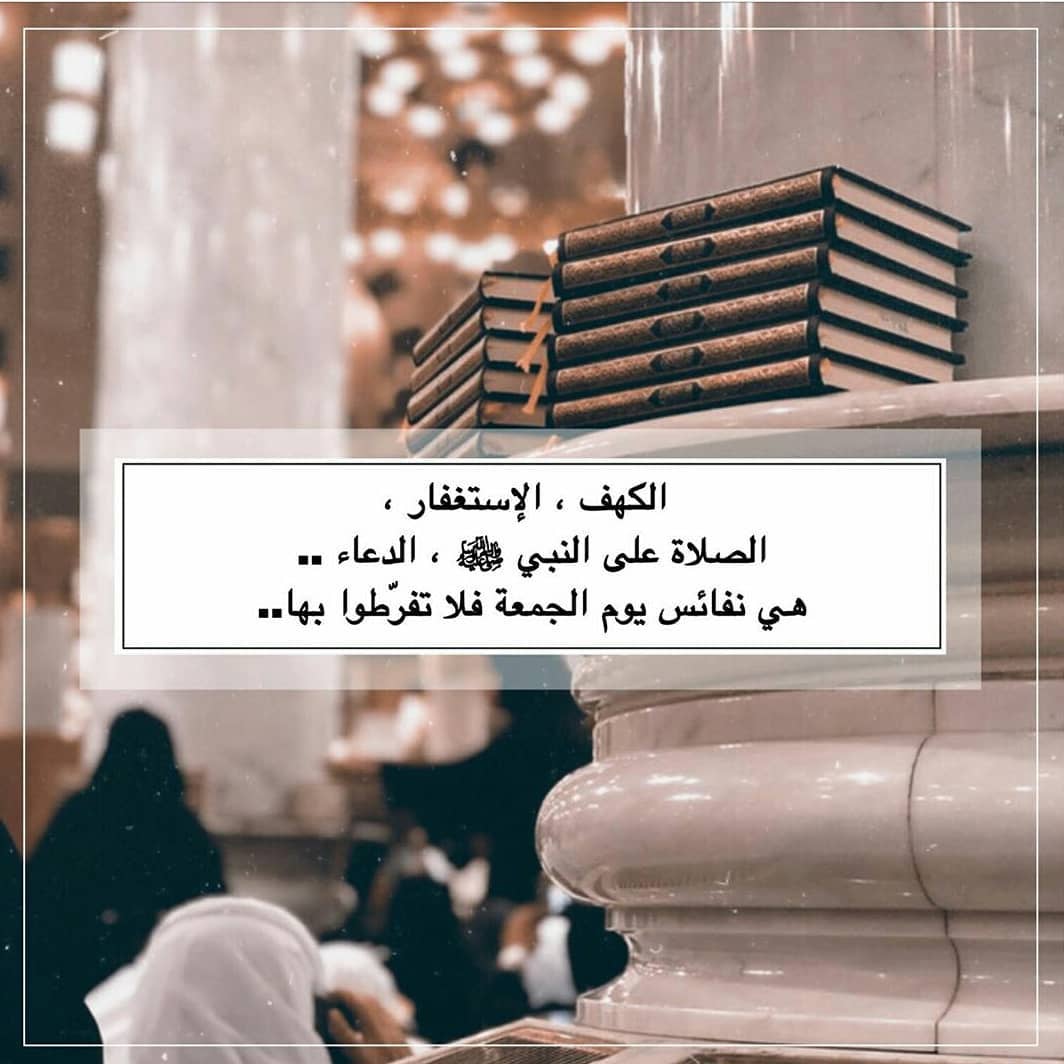 الكهف ، الإستغفار ،
الصلاة على النبي ﷺ ، الدعاء ..
هي نفائس يوم الجمعة فلا تفرّطوا بها..